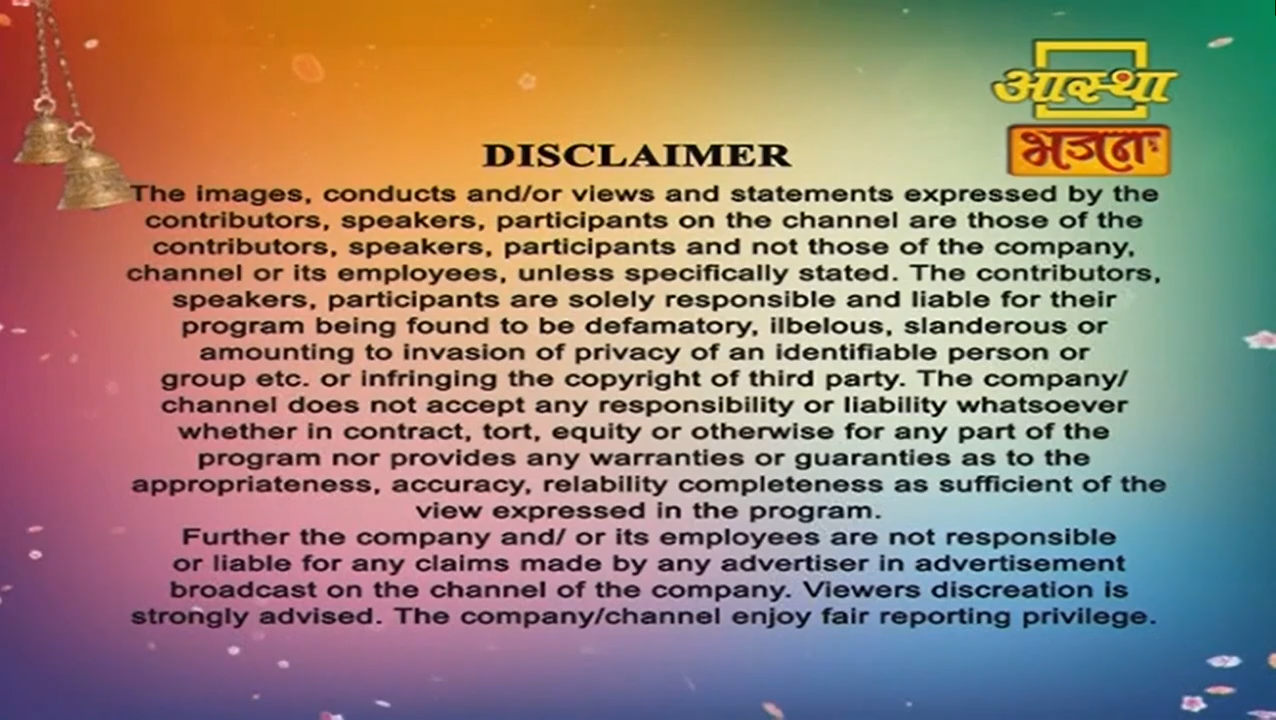 आस्था
भजन
DISCLAIMER
The images, conducts and/or views and statements expressed by the
contributors, speakers, participants on the channel are those of the
contributors, speakers, participants and not those of the company,
channel or its employees, unless specifically stated. The contributors,
speakers, participants are solely responsible and liable for their
program being found to be defamatory, ilbelous, slanderous or
amounting to invasion of privacy of an identifiable person or
group etc. or infringing the copyright of third party. The company/
channel does not accept any responsibility or liability whatsoever
whether in contract, tort, equity or otherwise for any part of the
program nor provides any warranties or guaranties as to the
appropriateness, accuracy, relability completeness as sufficient of the
view expressed in the program.
Further the company and/ or its employees are not responsible
or liable for any claims made by any advertiser in advertisement
broadcast on the channel of the company. Viewers discreation is
strongly advised. The company/channel enjoy fair reporting privilege.